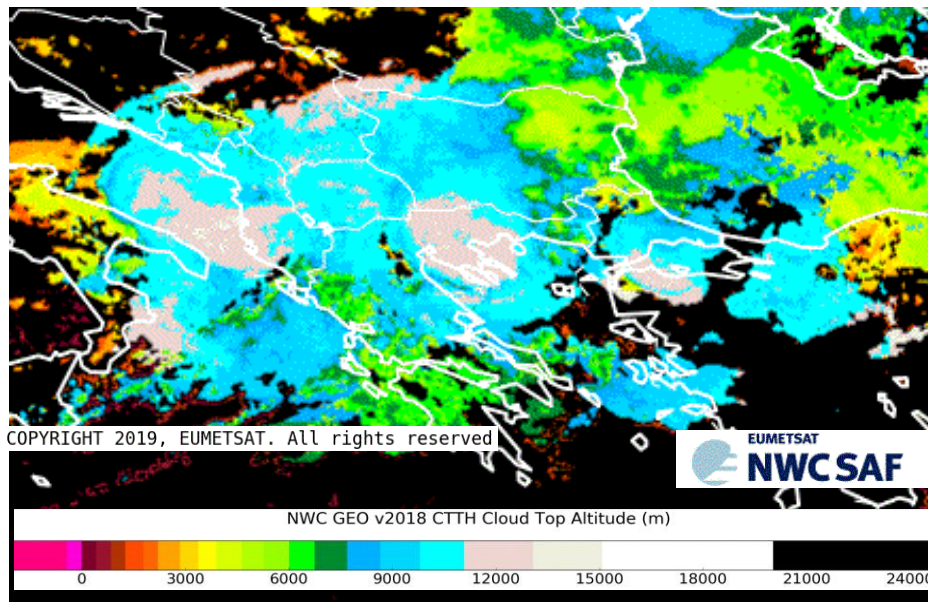 COPYRIGHT 2019, EUMETSAT. All rights reserved
EUMETSAT
NWC SAF
NWC GEO v2018 CTTH Cloud Top Altitude (m)
0 3000 6000 9000 12000 15000 18000 21000 24000